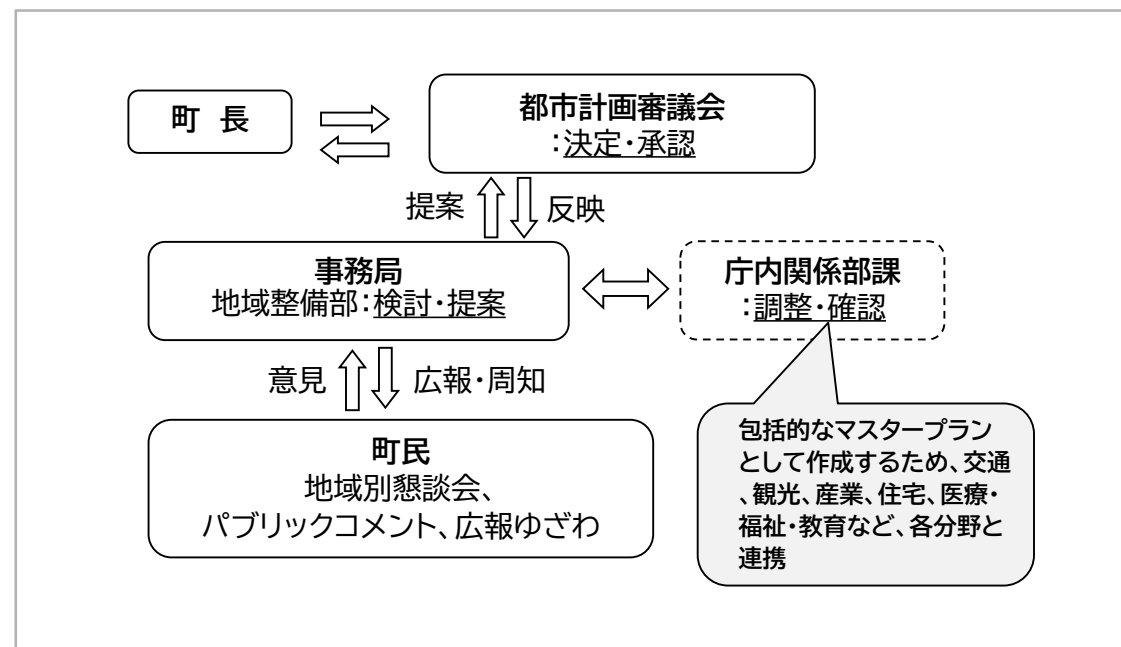 町 長
都市計画審議会
：決定・承認
提案
反映
事務局
地域整備部：検討・提案
庁内関係部課
：調整・確認
意見
広報・周知
町民
地域別懇談会、
パブリックコメント、広報ゆざわ
包括的なマスタープラン
として作成するため、交通
、観光、産業、住宅、医療・
福祉・教育など、各分野と
連携